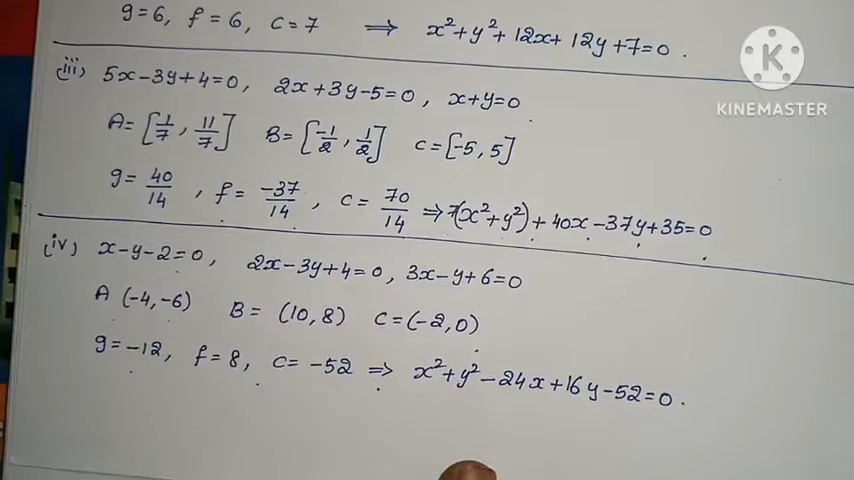 g=6, f=6, c=7 ⟹ x²+y²+12x+12y+7=0.
K
KINEMASTER
(iii) 5x-3y+4=0, 2x+3y-5=0, x+y=0
A=[1/7, 11/7] B=[-1/2, 1/2] c=[-5,5]
g=40/14, f=-37/14, c=70/14 ⇒ 7(x²+y²)+40x-37y+35=0
(iv) x-y-2=0, 2x-3y+4=0, 3x-y+6=0
A (-4,-6) B= (10,8) c=(-2,0)
g=-12, f=8, c=-52 ⇒ x²+y²-24x+16y-52=0.